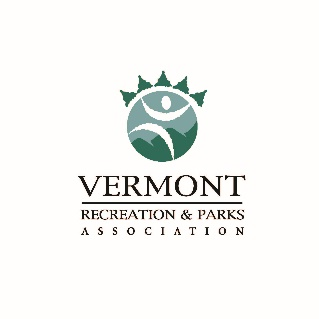 VERMONT
RECREATION & PARKS
ASSOCIATION